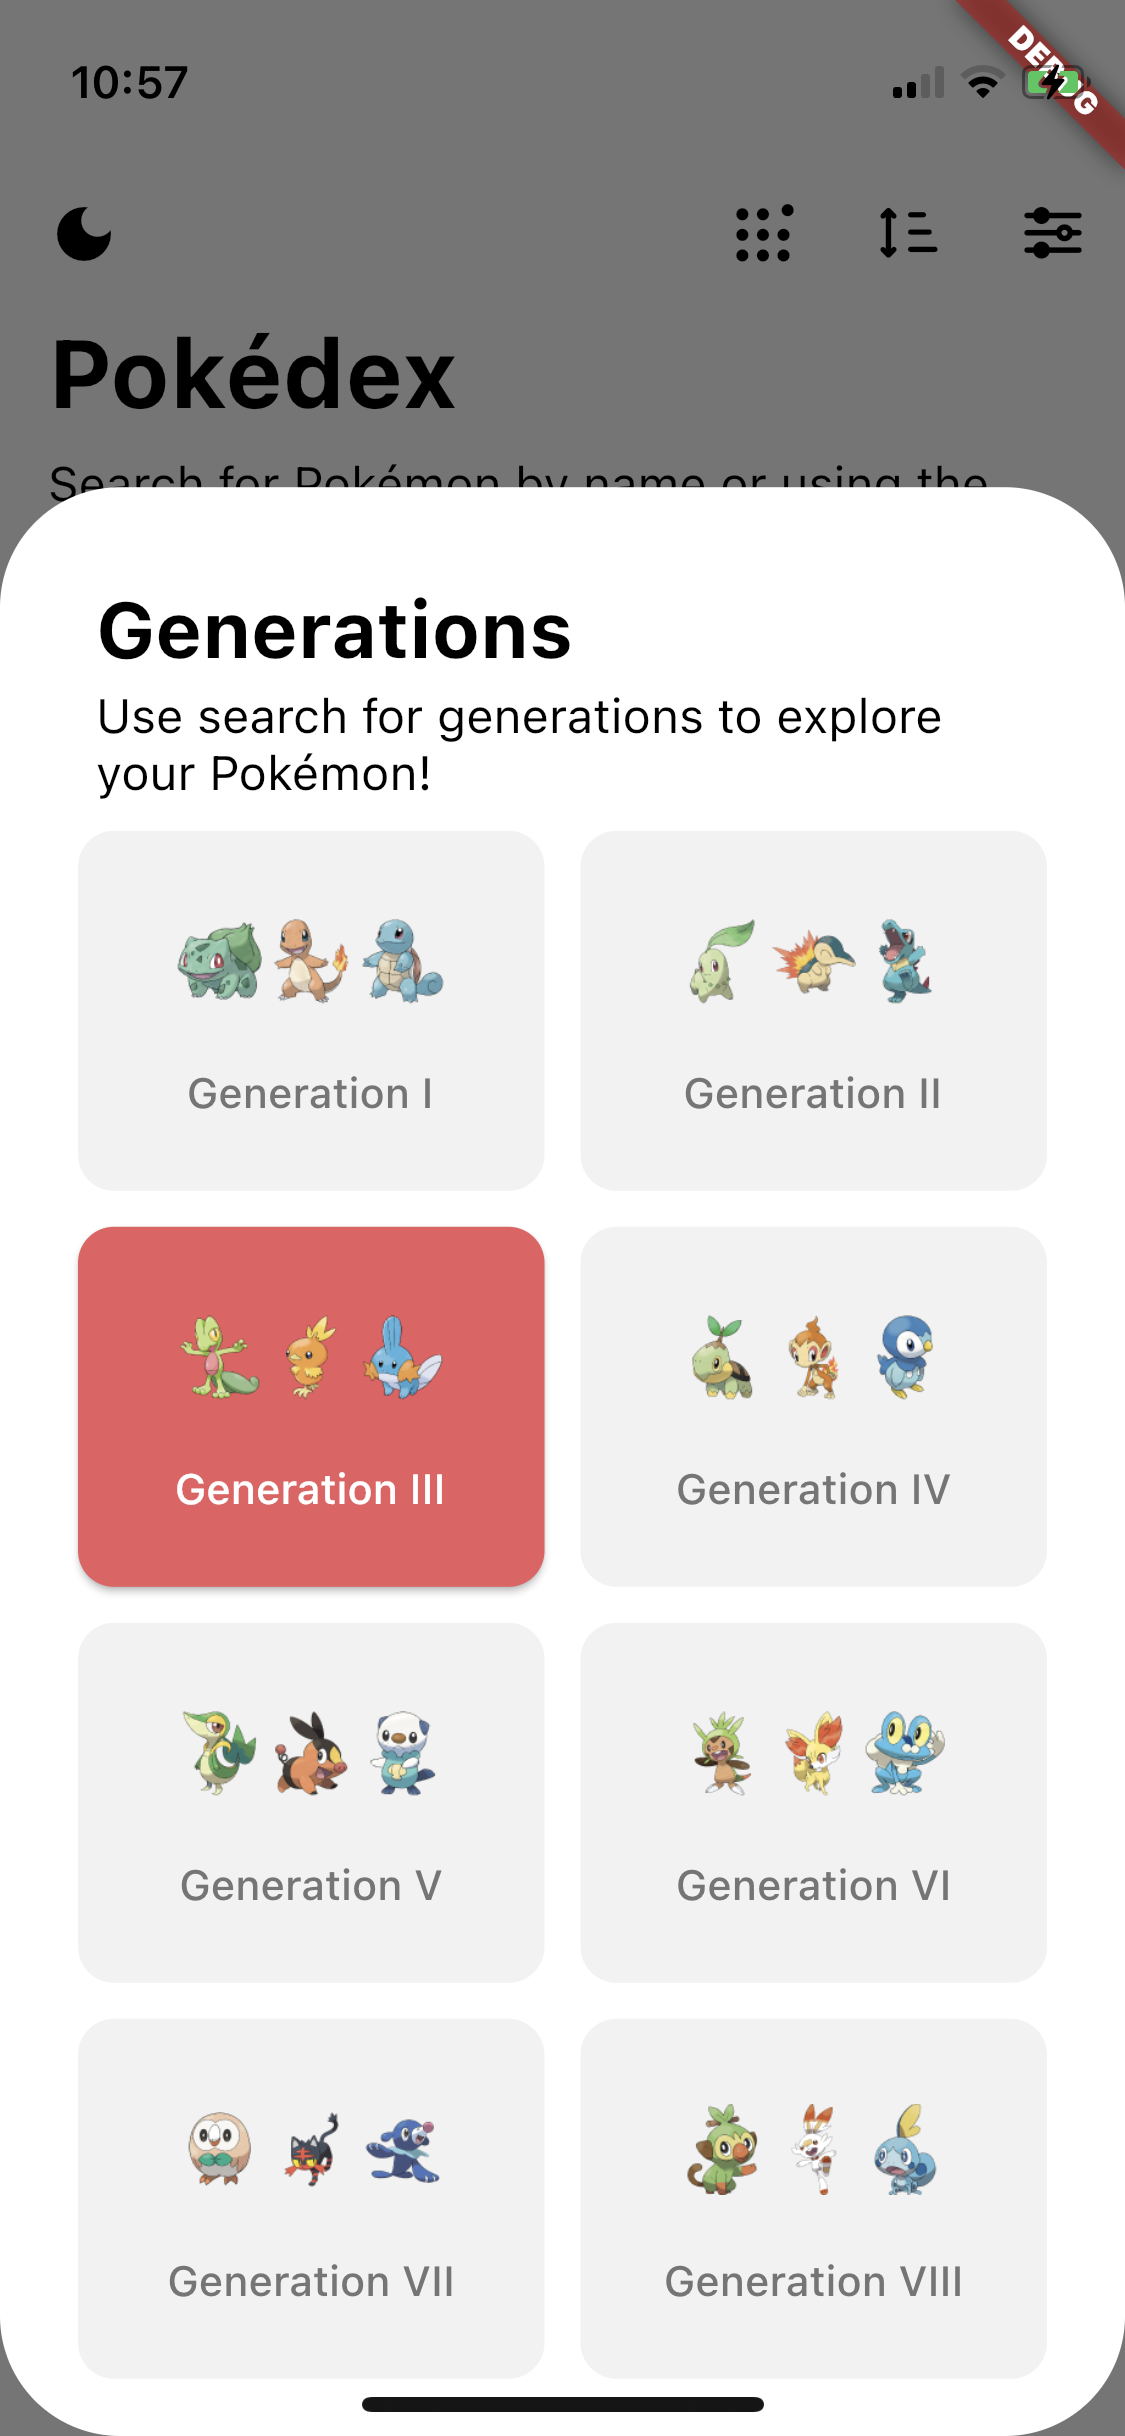 10:57
DEBUG
Pokédex
Search for Pokémon by name or using the
Generations
Use search for generations to explore
your Pokémon!
Generation I
Generation II
Generation III
Generation IV
Generation V
Generation VI
Generation VII
Generation VIII